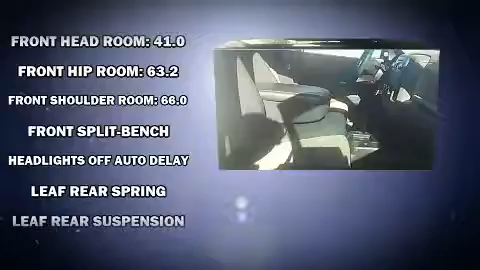 FRONT HEAD ROOM: 41.0
FRONT HIP ROOM: 63.2
FRONT SHOULDER ROOM: 66.0
FRONT SPLIT-BENCH
HEADLIGHTS OFF AUTO DELAY
LEAF REAR SPRING
LEAF REAR SUSPENSION